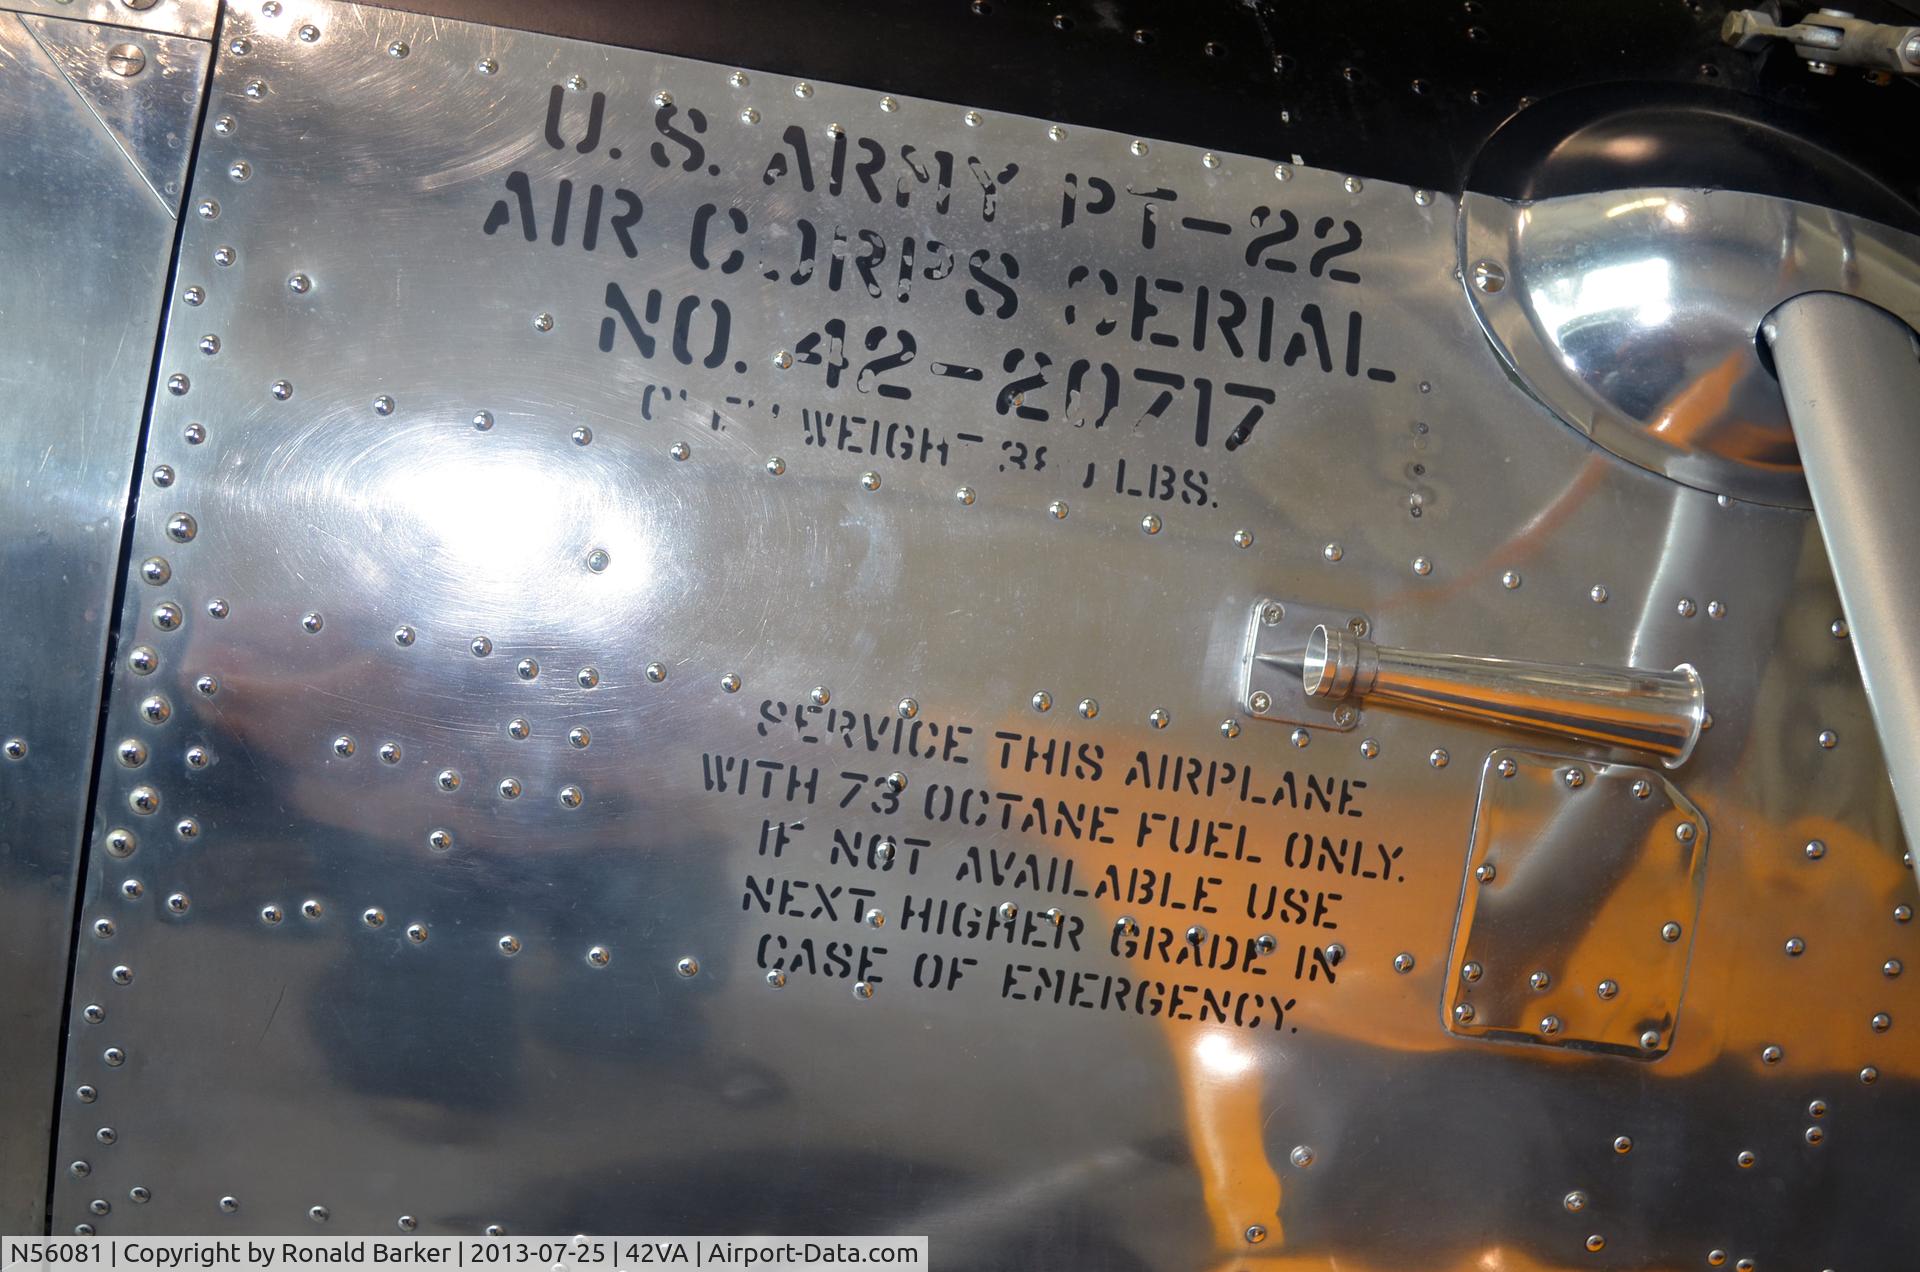 U.S. ARMY PT-22
AIR CORPS SERIAL
NO. 42-20717
WEIGHT LBS.
SERVICE THIS AIRPLANE
WITH 73 OCTANE FUEL ONLY.
IF NOT AVAILABLE USE
NEXT HIGHER GRADE IN
CASE OF EMERGENCY.
N56081 | Copyright by Ronald Barker | 2013-07-25 | 42VA | Airport-Data.com